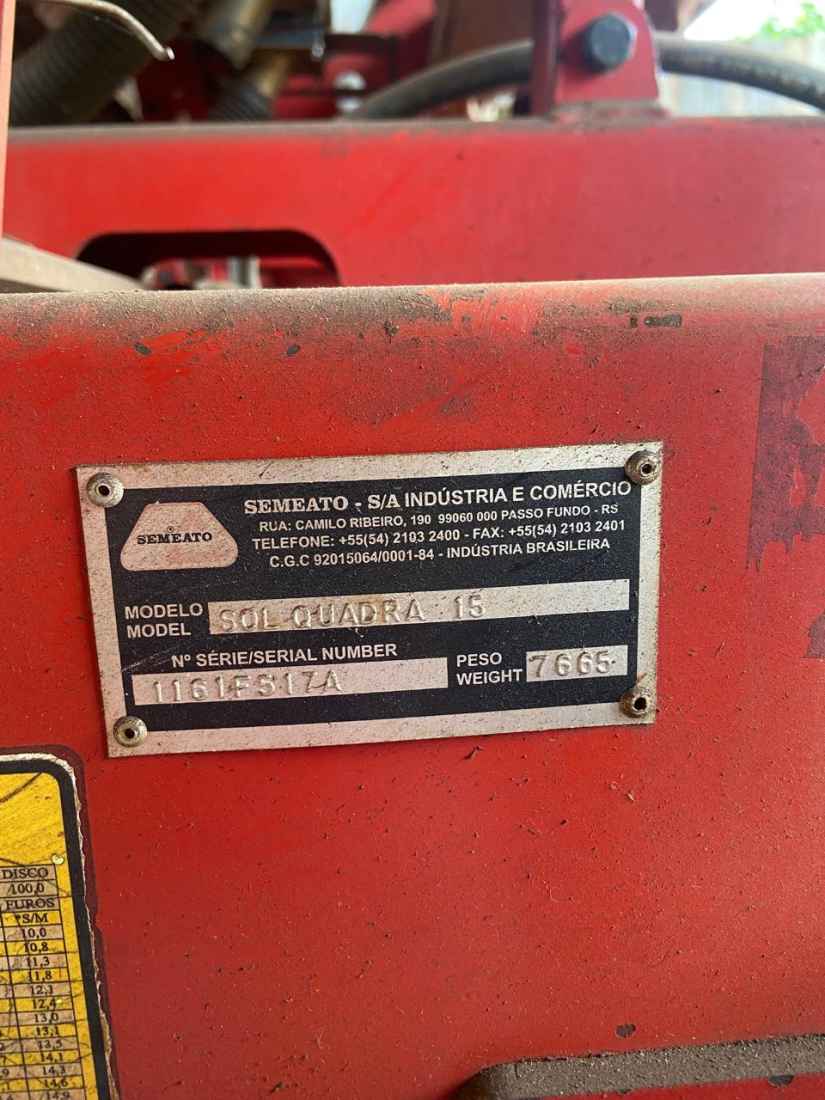 SEMEATO
SEMEATO - S/A INDÚSTRIA E COMÉRCIO
RUA: CAMILO RIBEIRO, 190 99060 000 PASSO FUNDO - RS
TELEFONE: +55(54) 2103 2400 - FAX: +55(54) 2103 2401
C.G.C 92015064/0001-84 - INDÚSTRIA BRASILEIRA
MODELO
MODEL
SOL QUADRA 15
Nº SÉRIE/SERIAL NUMBER
1161FS17A
PESO
WEIGHT
7665
DISCO
100,0
FUROS
*S/M
10,0
10,8
11,3
11,8
12,1
12,4
13,0
13,1
13,5
14,1
14,3
14,6
14,9